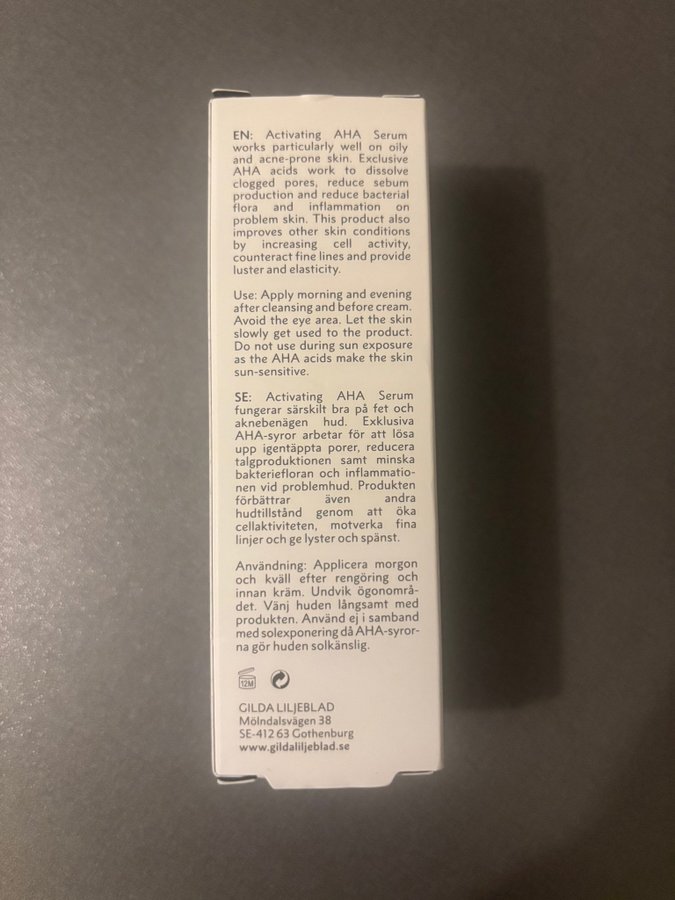 EN: Activating AHA Serum
works particularly well on oily
and acne-prone skin. Exclusive
AHA acids work to dissolve
clogged pores, reduce sebum
production and reduce bacterial
flora and inflammation on
problem skin. This product also
improves other skin conditions
by increasing cell activity,
counteract fine lines and provide
luster and elasticity.
Use: Apply morning and evening
after cleansing and before cream.
Avoid the eye area. Let the skin
slowly get used to the product.
Do not use during sun exposure
as the AHA acids make the skin
sun-sensitive.
SE: Activating AHA Serum
fungerar särskilt bra på fet och
aknebenägen hud. Exklusiva
AHA-syror arbetar för att lösa
upp igentäppta porer, reducera
talgproduktionen samt minska
bakteriefloran och inflammatio-
nen vid problemhud. Produkten
förbättrar även andra
hudtillstånd genom att öka
cellaktiviteten, motverka fina
linjer och ge lyster och spänst.
Användning: Applicera morgon
och kväll efter rengöring och
innan kräm. Undvik ögonområ-
det. Vänj huden långsamt med
produkten. Använd ej i samband
med solexponering då AHA-syror-
na gör huden solkänslig.
12M
GILDA LILJEBLAD
Mölndalsvägen 38
SE-412 63 Gothenburg
www.gildaliljeblad.se